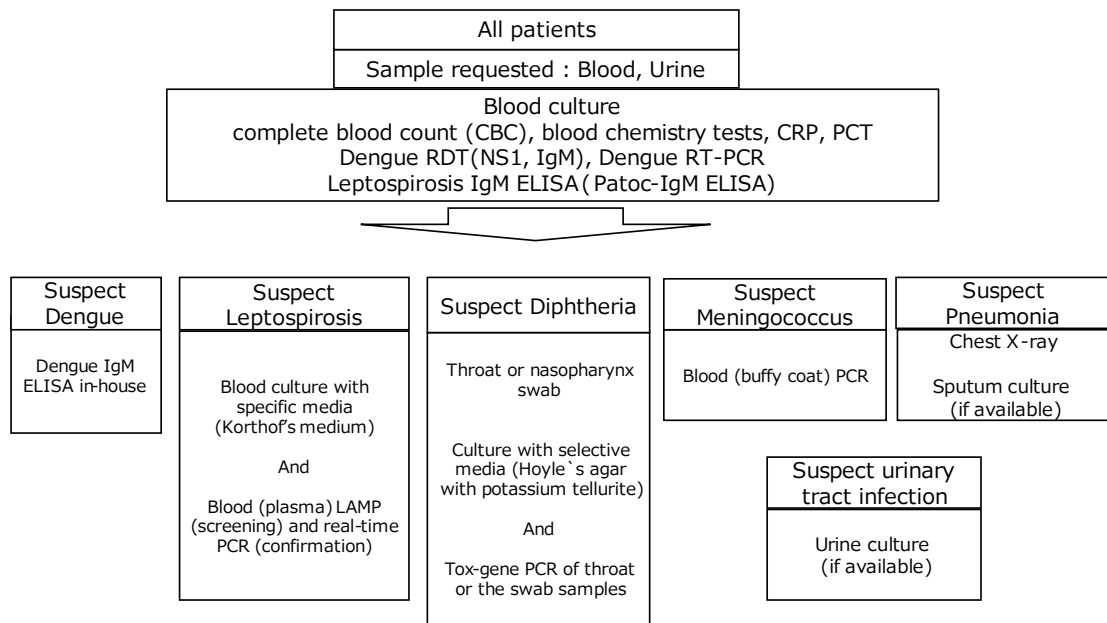 All patients
Sample requested : Blood, Urine
Blood culture
complete blood count (CBC), blood chemistry tests, CRP, PCT
Dengue RDT(NS1, IgM), Dengue RT-PCR
Leptospirosis IgM ELISA(Patoc-IgM ELISA)
Suspect
Dengue
Dengue IgM
ELISA in-house
Suspect
Leptospirosis
Blood culture with
specific media
(Korthof's medium)
And
Blood (plasma) LAMP
(screening) and real-time
PCR (confirmation)
Suspect Diphtheria
Throat or nasopharynx
swab
Culture with selective
media (Hoyle`s agar
with potassium tellurite)
And
Tox-gene PCR of throat
or the swab samples
Suspect
Meningococcus
Blood (buffy coat) PCR
Suspect
Pneumonia
Chest X-ray
Sputum culture
(if available)
Suspect urinary
tract infection
Urine culture
(if available)